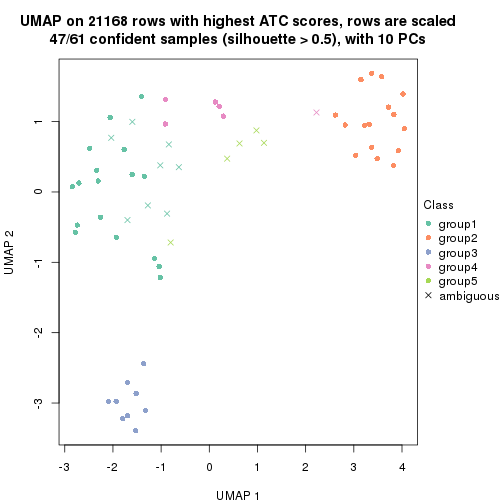 UMAP on 21168 rows with highest ATC scores, rows are scaled
47/61 confident samples (silhouette > 0.5), with 10 PCs
UMAP 2
1
0
-1
-2
-3
-3
-2
-1
0
1
2
3
4
UMAP 1
Class
group1
group2
group3
group4
group5
ambiguous